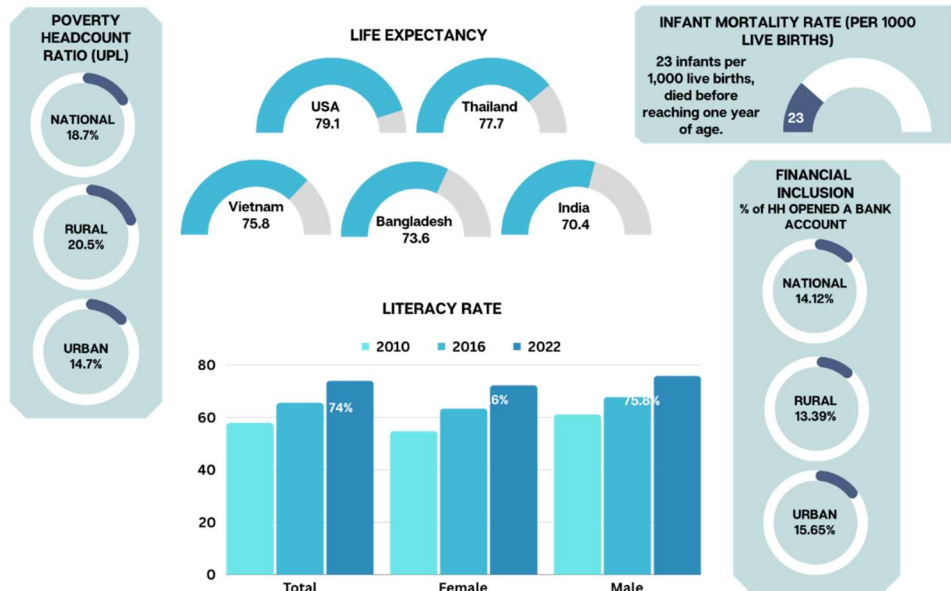 POVERTY
HEADCOUNT
RATIO (UPL)
NATIONAL
18.7%
RURAL
20.5%
URBAN
14.7%
LIFE EXPECTANCY
USA
79.1
Thailand
77.7
Vietnam
75.8
Bangladesh
73.6
India
70.4
INFANT MORTALITY RATE (PER 1000
LIVE BIRTHS)
23 infants per
1,000 live births,
died before
reaching one year
of age.
23
FINANCIAL
INCLUSION
% of HH OPENED A BANK
ACCOUNT
NATIONAL
14.12%
RURAL
13.39%
URBAN
15.65%
LITERACY RATE
2010
2016
2022
80
60
40
20
0
74%
.6%
75.8%
Total
Female
Male